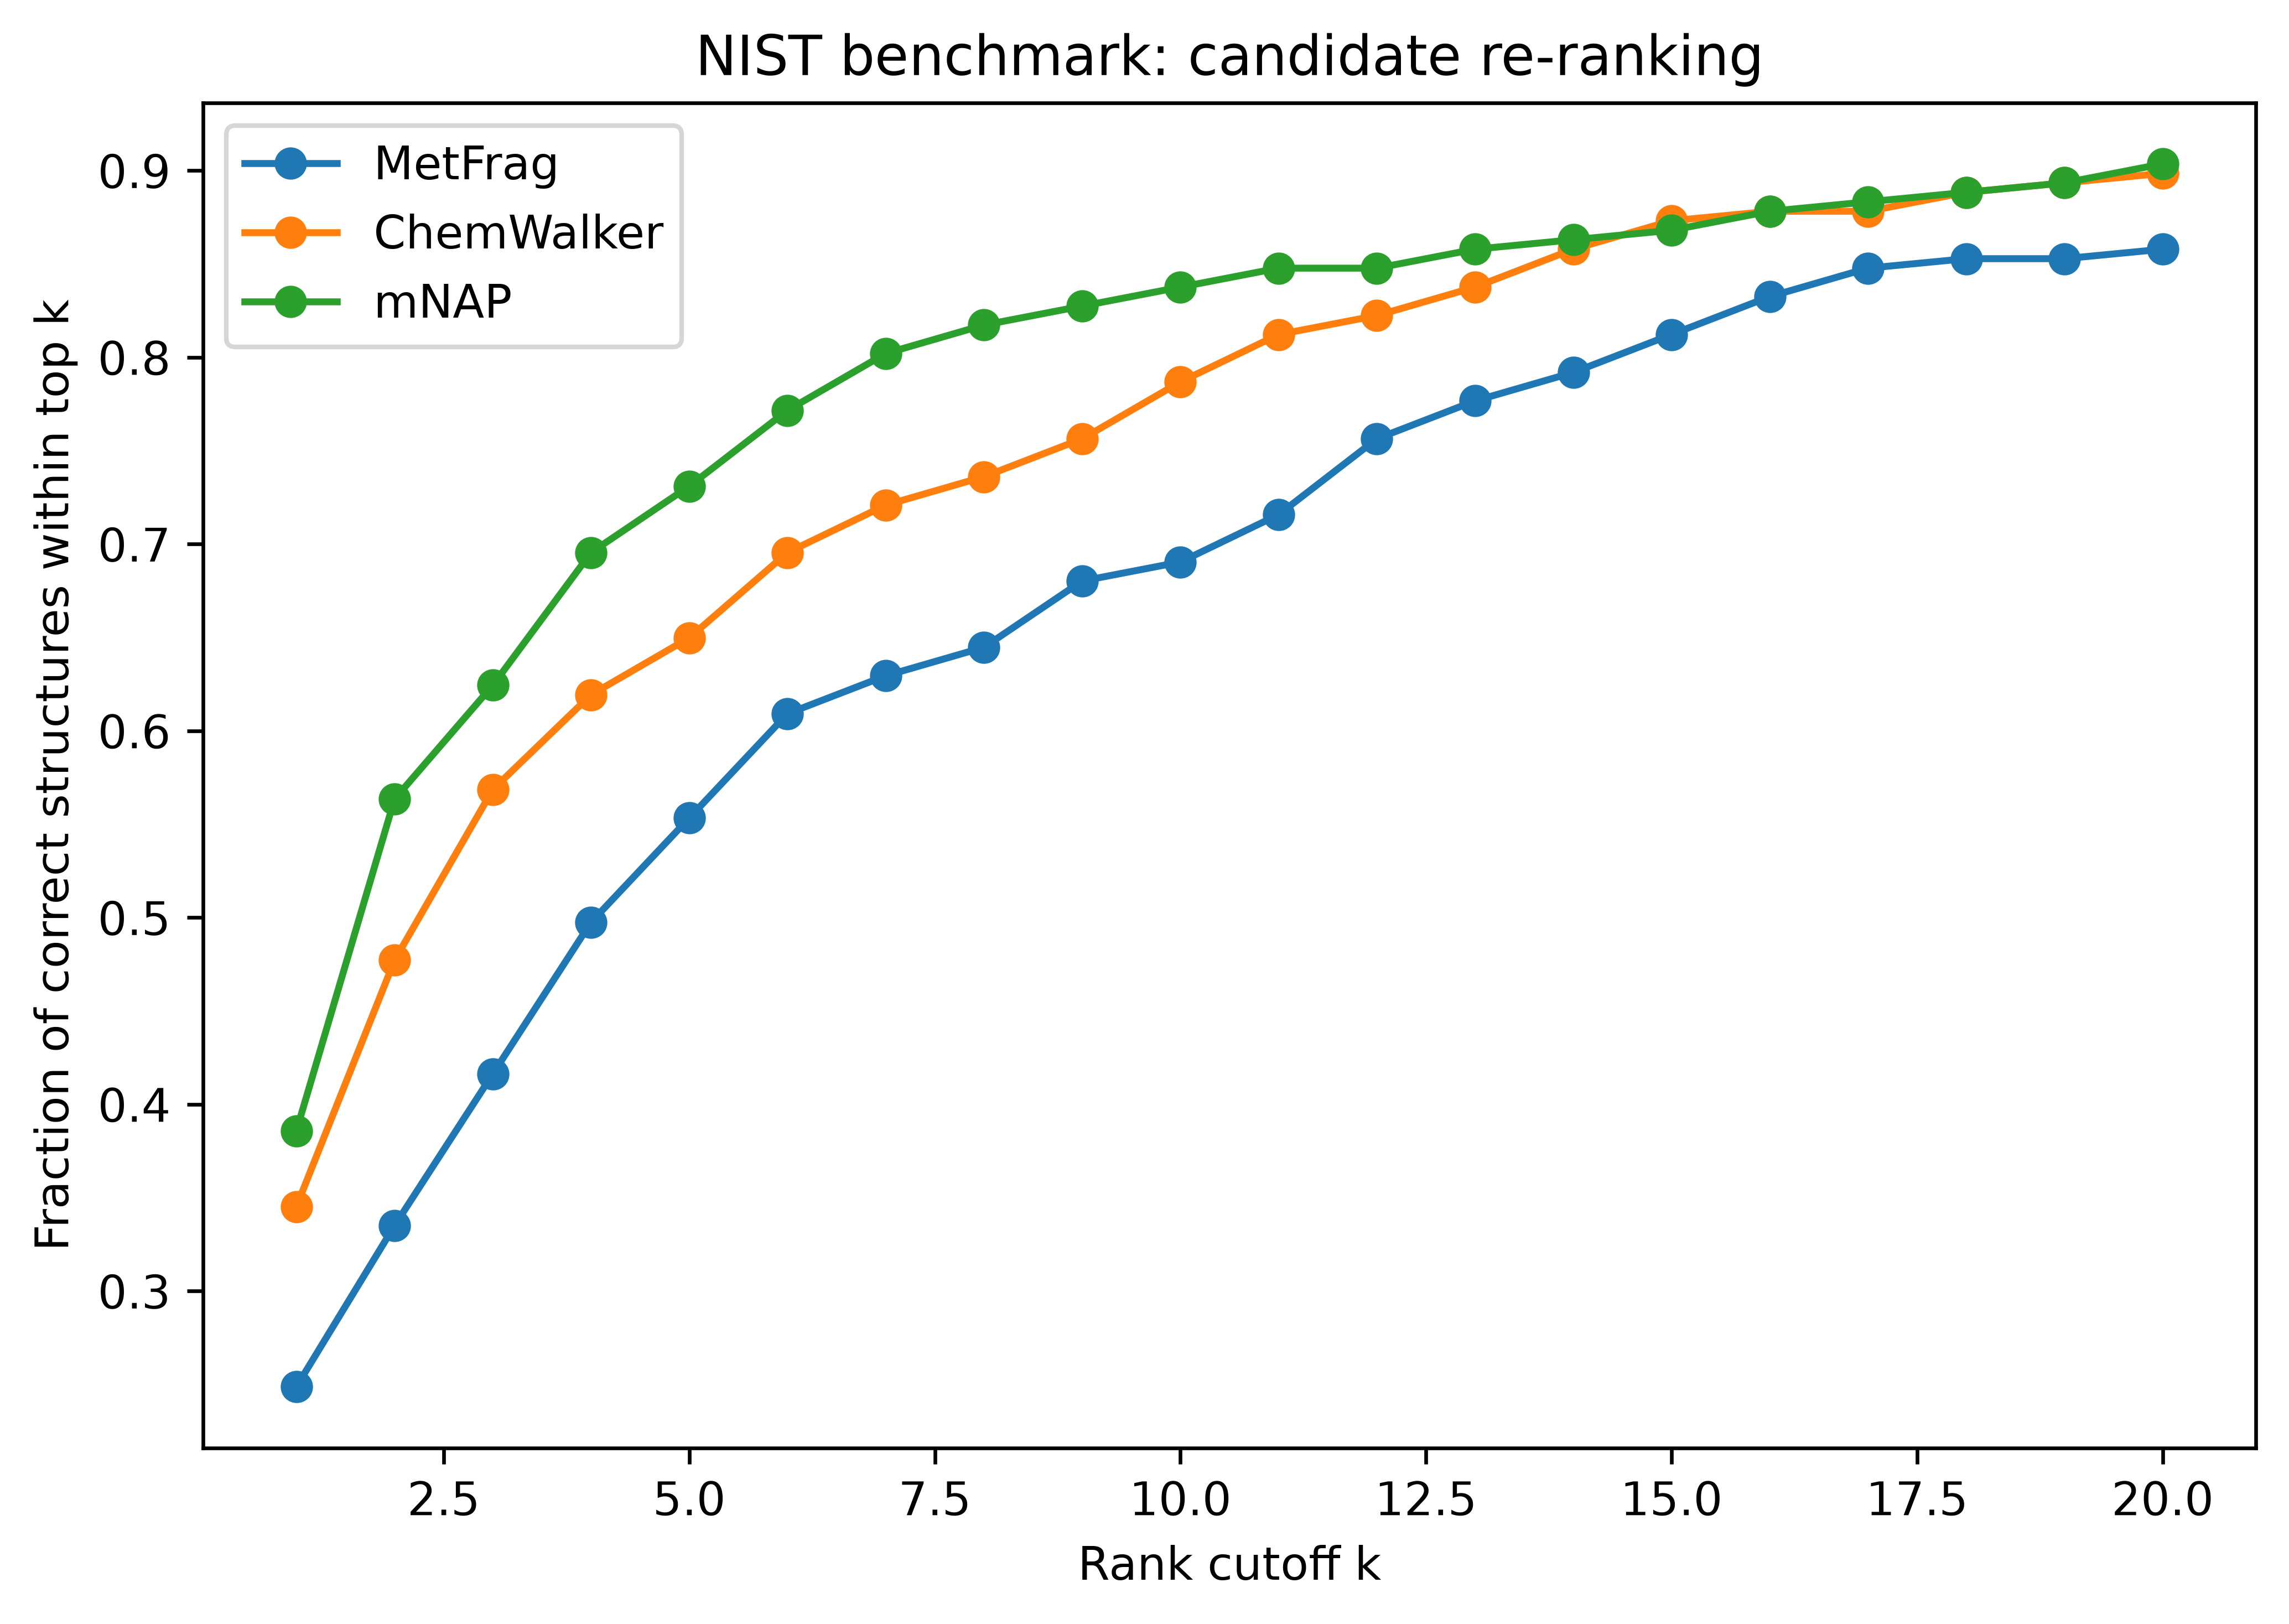 NIST benchmark: candidate re-ranking
MetFrag
ChemWalker
mNAP
Fraction of correct structures within top k
0.9
0.8
0.7
0.6
0.5
0.4
0.3
2.5 5.0 7.5 10.0 12.5 15.0 17.5 20.0
Rank cutoff k